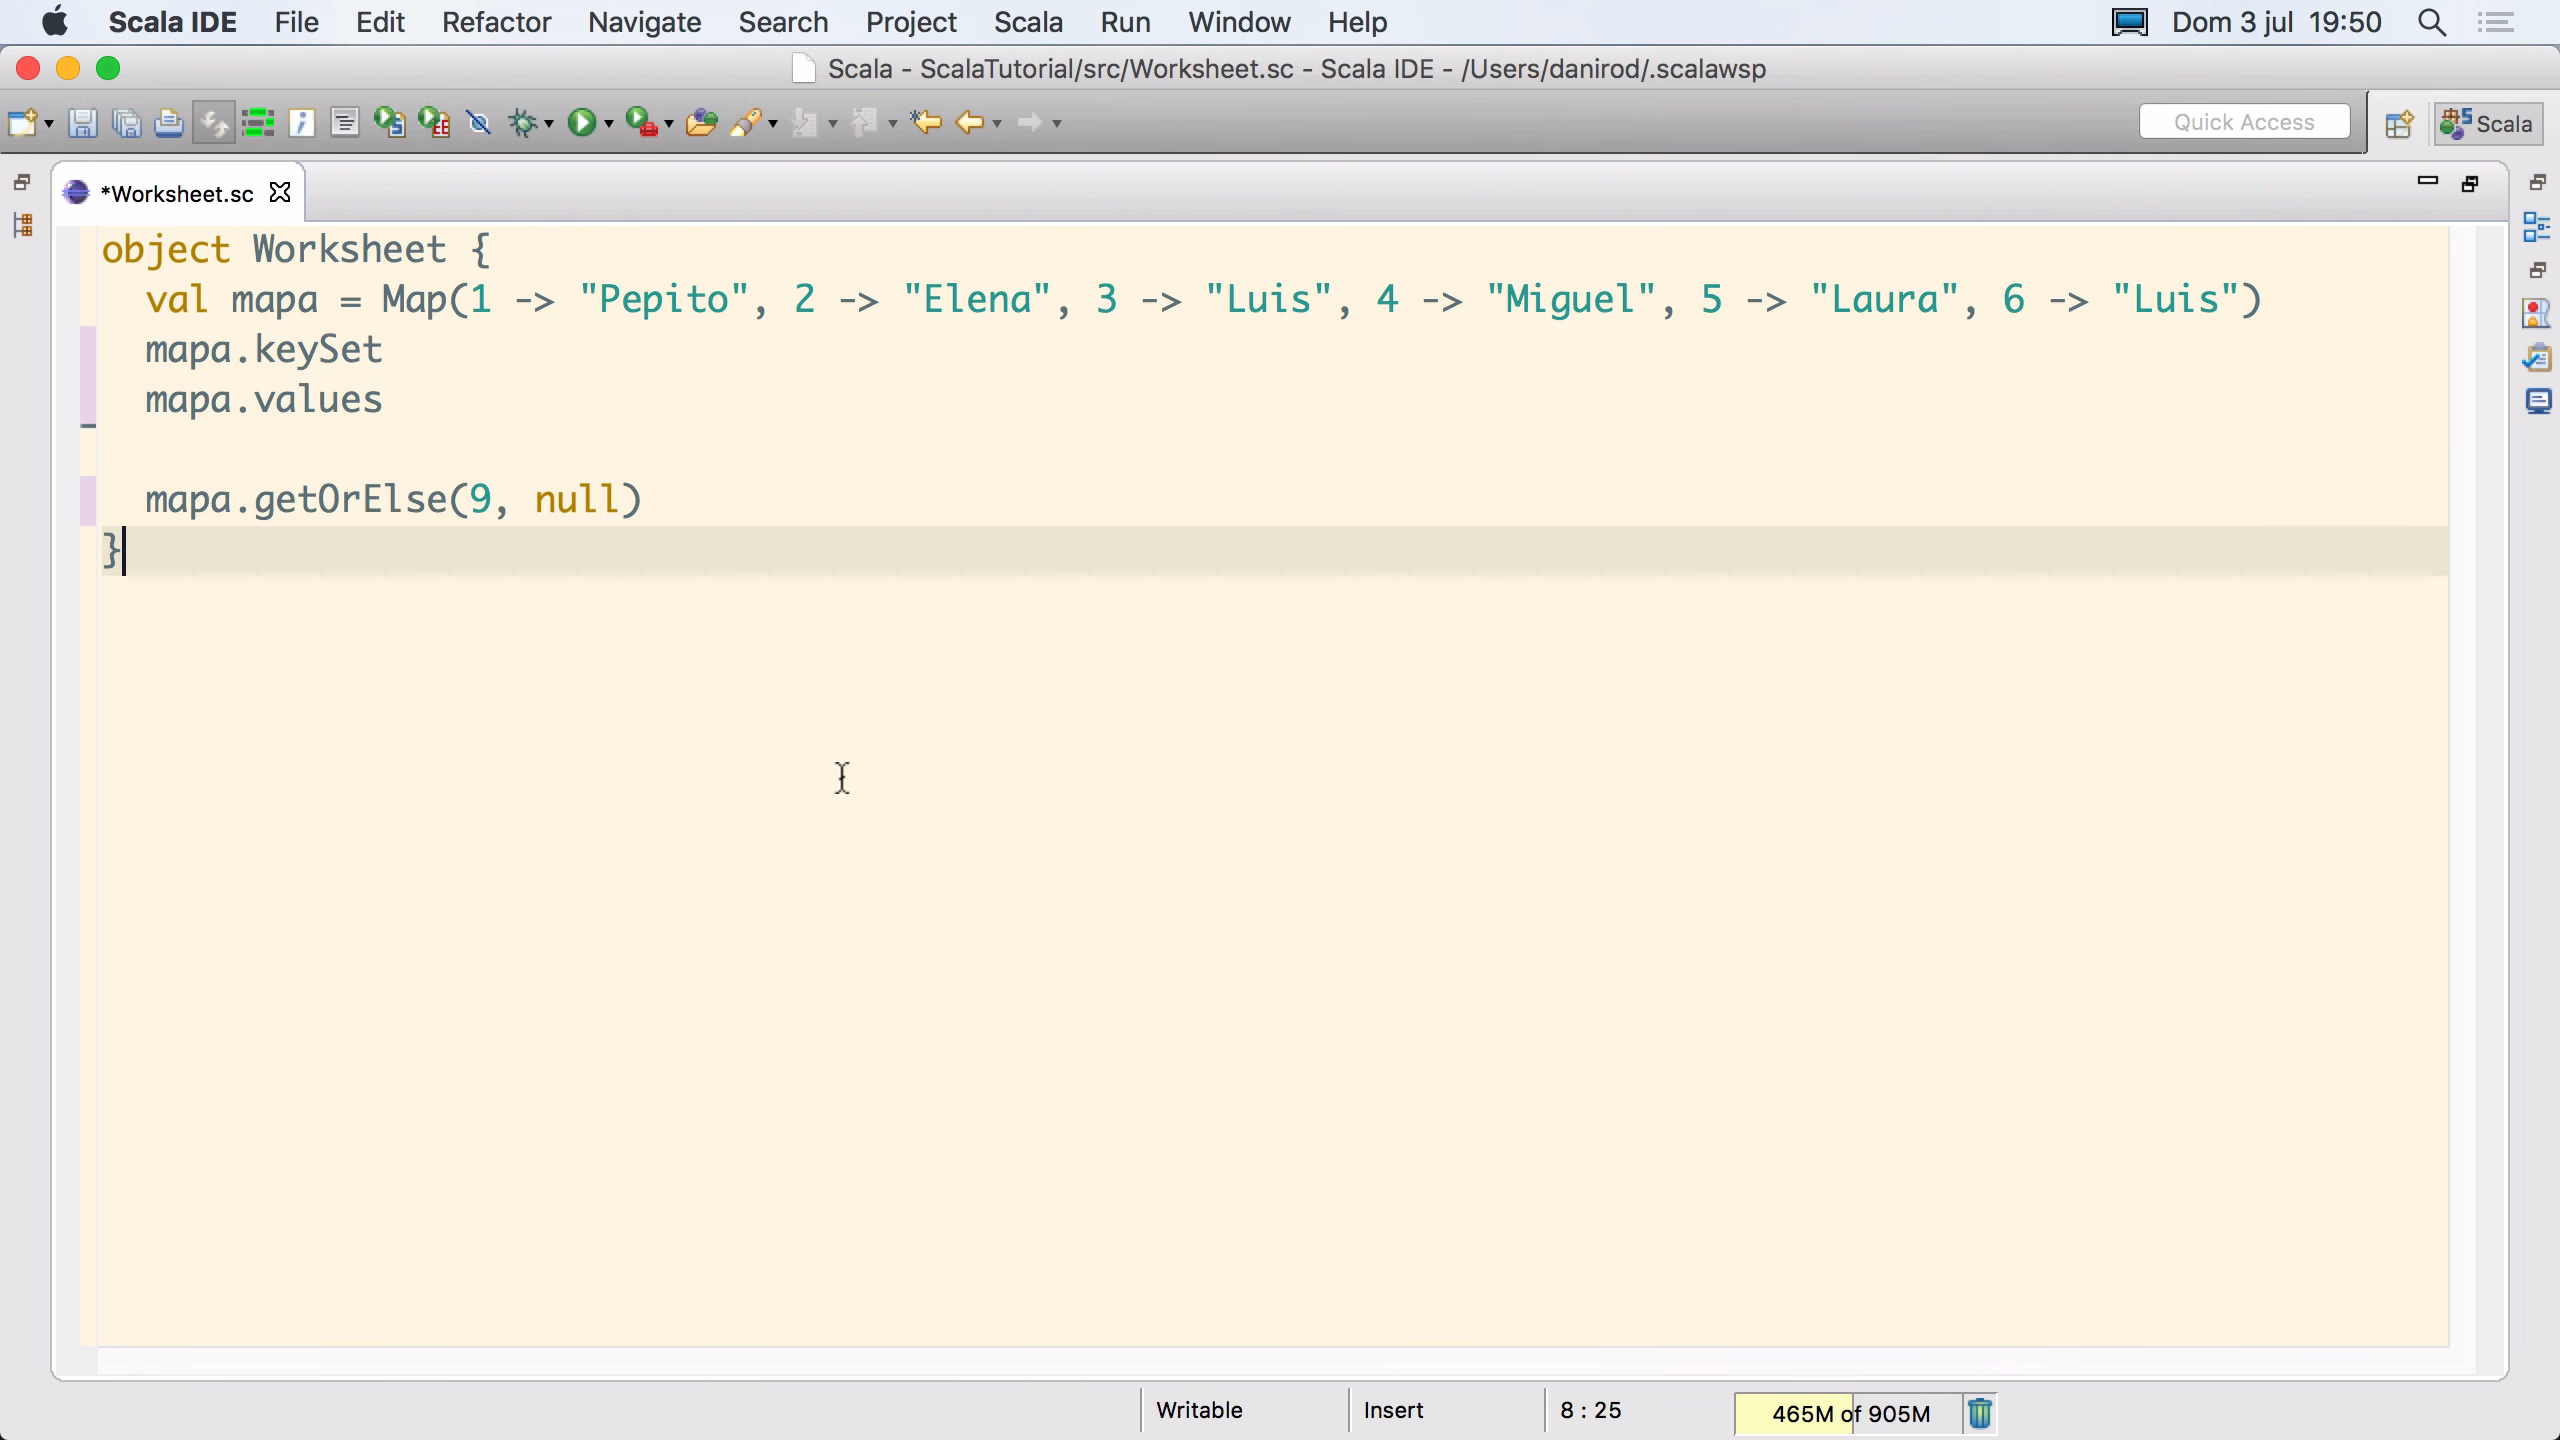 Scala IDE File Edit Refactor Navigate Search Project Scala Run Window Help Dom 3 jul 19:50
Scala - ScalaTutorial/src/Worksheet.sc - Scala IDE - /Users/danirod/.scalawsp
Quick Access Scala
*Worksheet.sc
object Worksheet {
  val mapa = Map(1 -> "Pepito", 2 -> "Elena", 3 -> "Luis", 4 -> "Miguel", 5 -> "Laura", 6 -> "Luis")
  mapa.keySet
  mapa.values
  mapa.getOrElse(9, null)
}
Writable Insert 8 : 25 465M of 905M